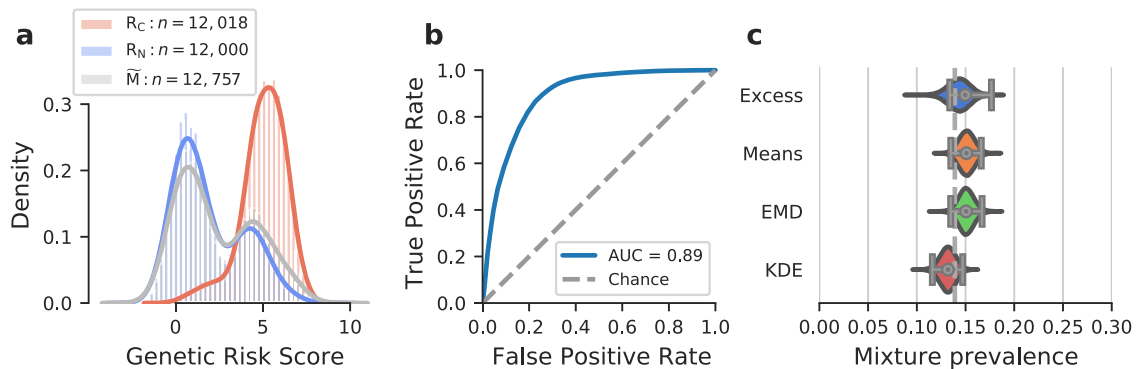 a
R_C : n = 12, 018
R_N : n = 12, 000
M̃ : n = 12, 757
Density
0.3
0.2
0.1
0.0
0
5
10
Genetic Risk Score
b
True Positive Rate
1.0
0.8
0.6
0.4
0.2
0.0
AUC = 0.89
Chance
0.0
0.2
0.4
0.6
0.8
1.0
False Positive Rate
c
Excess
Means
EMD
KDE
0.00
0.05
0.10
0.15
0.20
0.25
0.30
Mixture prevalence